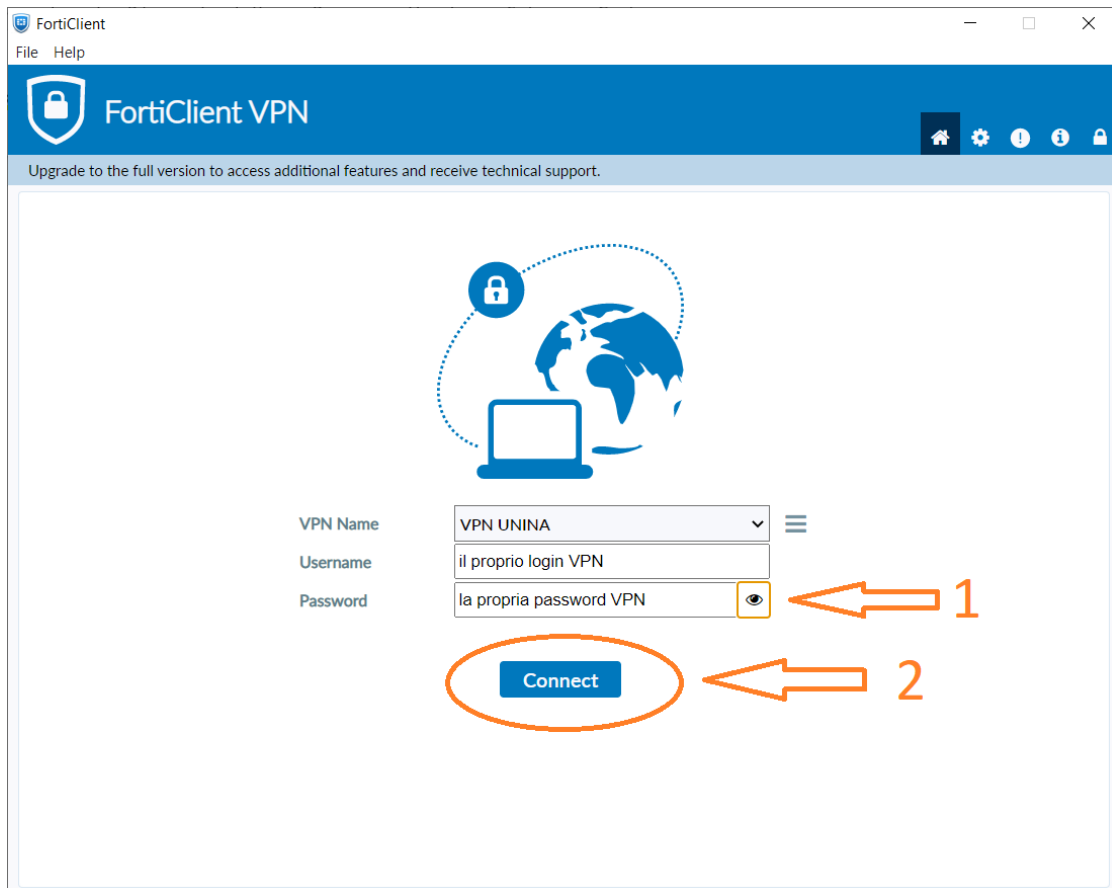 FortiClient
File Help
FortiClient VPN
Upgrade to the full version to access additional features and receive technical support.
VPN Name VPN UNINA
Username il proprio login VPN
Password la propria password VPN 1
Connect 2